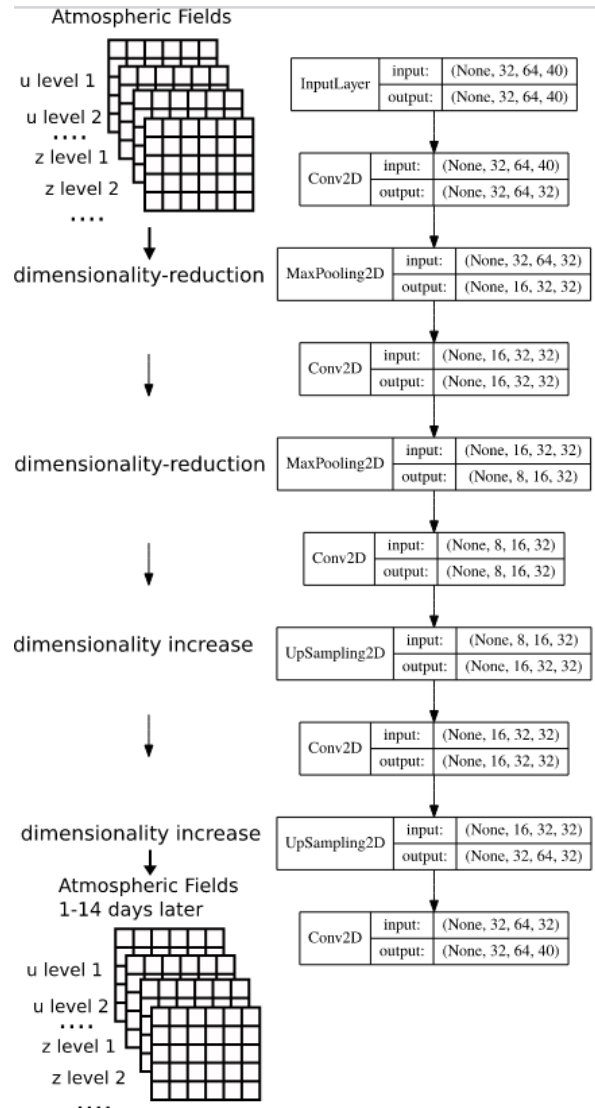 Atmospheric Fields
u level 1
u level 2
....
z level 1
z level 2
....
dimensionality-reduction
dimensionality-reduction
dimensionality increase
dimensionality increase
Atmospheric Fields
1-14 days later
u level 1
u level 2
....
z level 1
z level 2
....
InputLayer
input: (None, 32, 64, 40)
output: (None, 32, 64, 40)
Conv2D
input: (None, 32, 64, 40)
output: (None, 32, 64, 32)
MaxPooling2D
input: (None, 32, 64, 32)
output: (None, 16, 32, 32)
Conv2D
input: (None, 16, 32, 32)
output: (None, 16, 32, 32)
MaxPooling2D
input: (None, 16, 32, 32)
output: (None, 8, 16, 32)
Conv2D
input: (None, 8, 16, 32)
output: (None, 8, 16, 32)
UpSampling2D
input: (None, 8, 16, 32)
output: (None, 16, 32, 32)
Conv2D
input: (None, 16, 32, 32)
output: (None, 16, 32, 32)
UpSampling2D
input: (None, 16, 32, 32)
output: (None, 32, 64, 32)
Conv2D
input: (None, 32, 64, 32)
output: (None, 32, 64, 40)